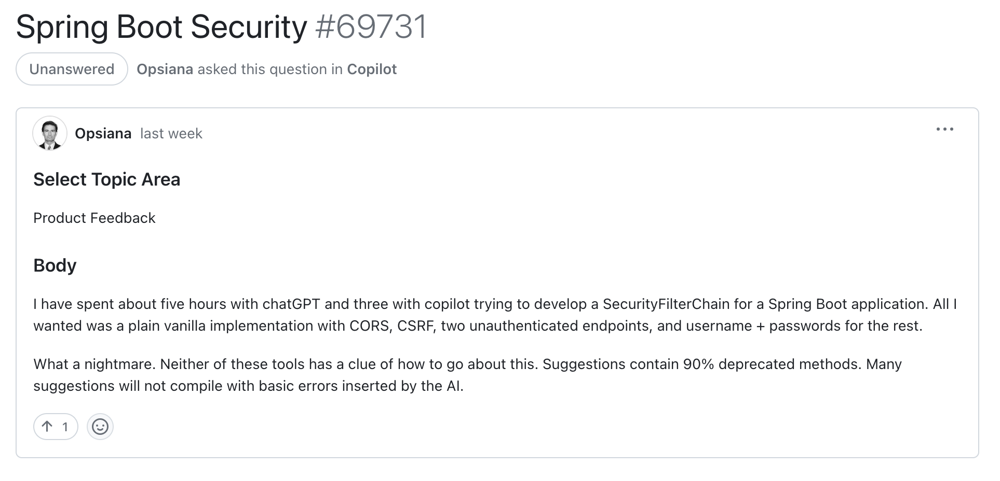 Spring Boot Security #69731
Unanswered Opsiana asked this question in Copilot
Opsiana last week
Select Topic Area
Product Feedback
Body
I have spent about five hours with chatGPT and three with copilot trying to develop a SecurityFilterChain for a Spring Boot application. All I
wanted was a plain vanilla implementation with CORS, CSRF, two unauthenticated endpoints, and username + passwords for the rest.
What a nightmare. Neither of these tools has a clue of how to go about this. Suggestions contain 90% deprecated methods. Many
suggestions will not compile with basic errors inserted by the AI.
1